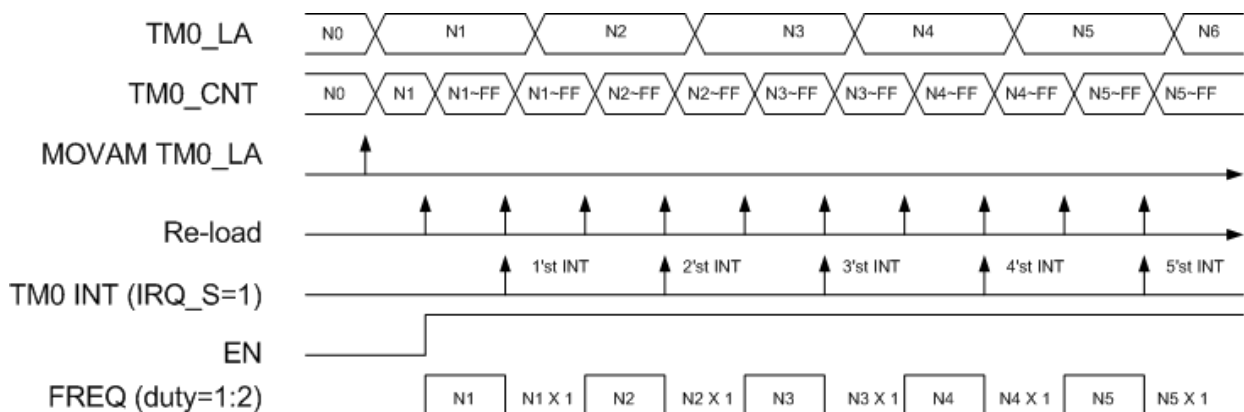 TM0_LA N0 N1 N2 N3 N4 N5 N6
TM0_CNT N0 N1 N1~FF N1~FF N2~FF N2~FF N3~FF N3~FF N4~FF N4~FF N5~FF N5~FF
MOVAM TM0_LA
Re-load
TM0 INT (IRQ_S=1) 1'st INT 2'st INT 3'st INT 4'st INT 5'st INT
EN
FREQ (duty=1:2) N1 N1 X 1 N2 N2 X 1 N3 N3 X 1 N4 N4 X 1 N5 N5 X 1